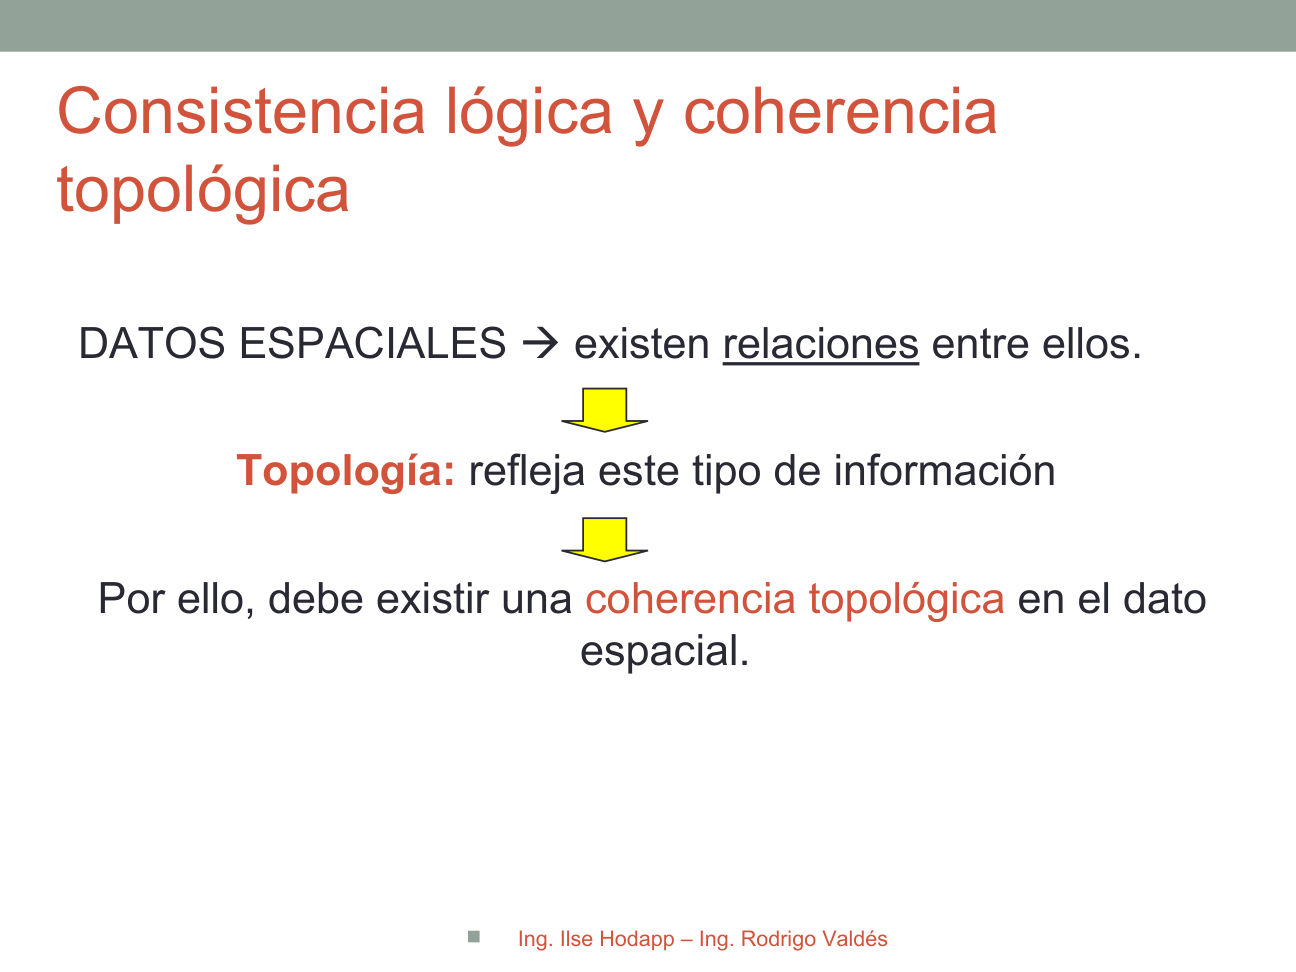 Consistencia lógica y coherencia
topológica
DATOS ESPACIALES → existen relaciones entre ellos.
Topología: refleja este tipo de información
Por ello, debe existir una coherencia topológica en el dato
espacial.
Ing. Ilse Hodapp – Ing. Rodrigo Valdés